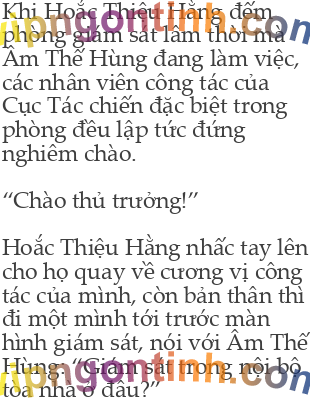 Khi Hoắc Thiệu Hằng đến
phòng giám sát lâm thời mà
Âm Thế Hùng đang làm việc,
các nhân viên công tác của
Cục Tác chiến đặc biệt trong
phòng đều lập tức đứng
nghiêm chào.
“Chào thủ trưởng!”
Hoắc Thiệu Hằng nhấc tay lên
cho họ quay về cương vị công
tác của mình, còn bản thân thì
đi một mình tới trước màn
hình giám sát, nói với Âm Thế
Hùng: “Giám sát trong nội bộ
tòa nhà ở đâu?”
vipngontinh.com
vipngontinh.com